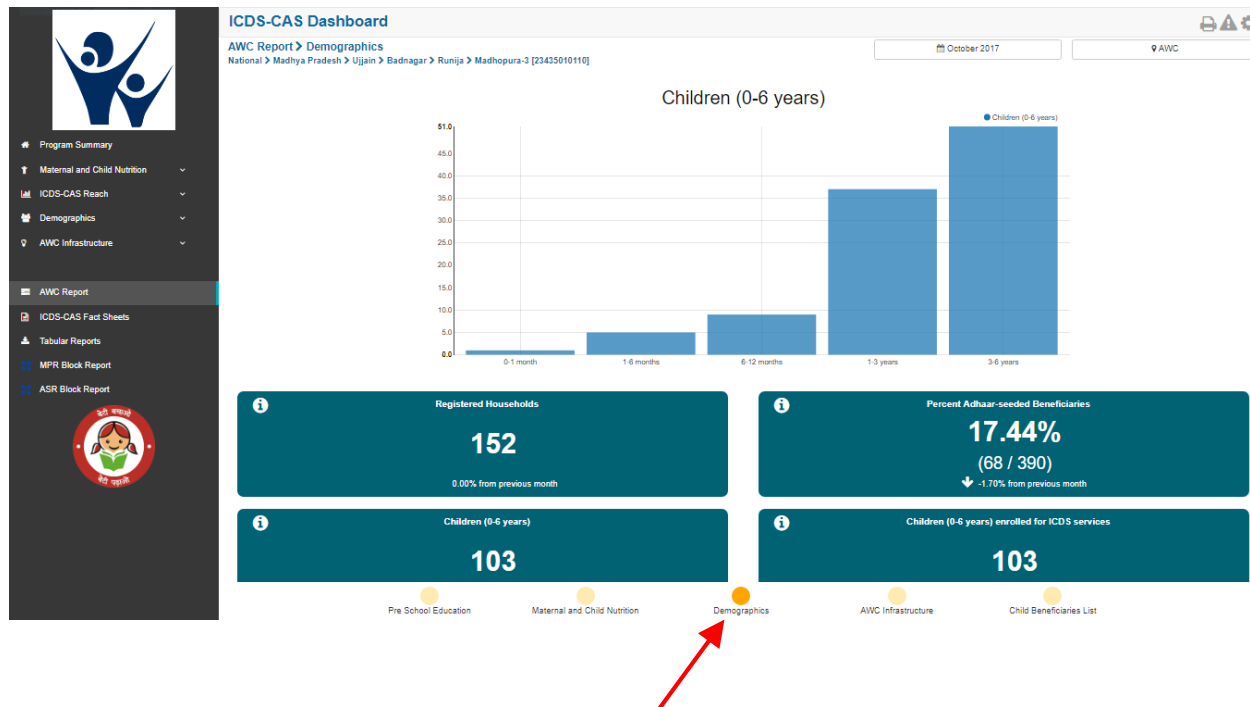 ICDS-CAS Dashboard
AWC Report > Demographics
National > Madhya Pradesh > Ujjain > Badnagar > Runija > Madhopura-3 [23435010110]
October 2017
AWC
Program Summary
Maternal and Child Nutrition
ICDS-CAS Reach
Demographics
AWC Infrastructure
AWC Report
ICDS-CAS Fact Sheets
Tabular Reports
MPR Block Report
ASR Block Report
बेटी बचाओ
बेटी पढ़ाओ
Children (0-6 years)
Children (0-6 years)
51.0
45.0
40.0
35.0
30.0
25.0
20.0
15.0
10.0
5.0
0.0
0-1 month 1-6 months 6-12 months 1-3 years 3-6 years
Registered Households
152
0.00% from previous month
Percent Adhaar-seeded Beneficiaries
17.44%
(68 / 390)
-1.70% from previous month
Children (0-6 years)
103
Children (0-6 years) enrolled for ICDS services
103
Pre School Education Maternal and Child Nutrition Demographics AWC Infrastructure Child Beneficiaries List